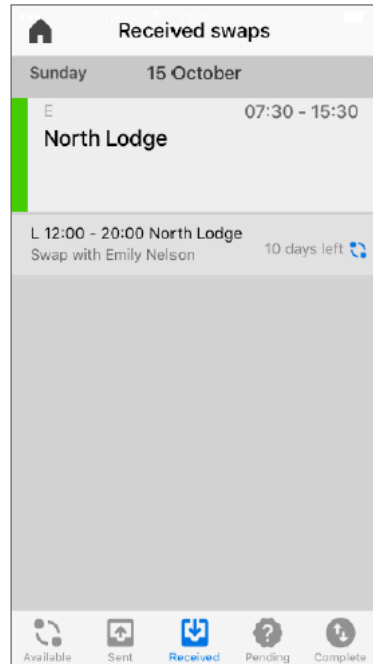 Received swaps
Sunday 15 October
E 07:30 - 15:30
North Lodge
L 12:00 - 20:00 North Lodge
Swap with Emily Nelson 10 days left
Available Sent Received Pending Complete